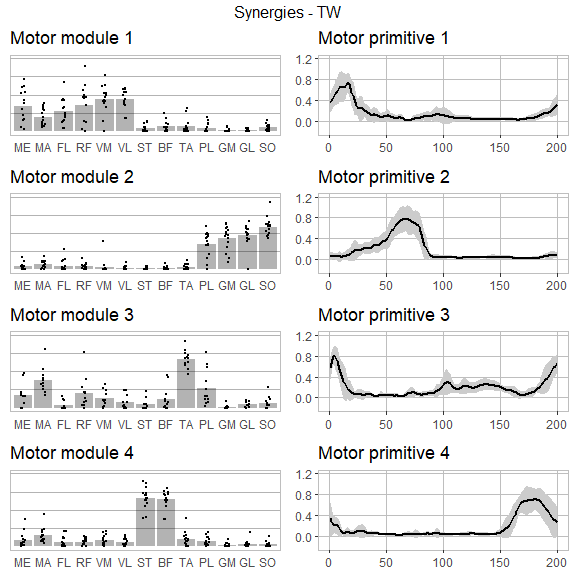 Synergies - TW
Motor module 1
Motor primitive 1
1.2
0.8
0.4
0.0
ME MA FL RF VM VL ST BF TA PL GM GL SO
0 50 100 150 200
Motor module 2
Motor primitive 2
1.2
0.8
0.4
0.0
ME MA FL RF VM VL ST BF TA PL GM GL SO
0 50 100 150 200
Motor module 3
Motor primitive 3
1.2
0.8
0.4
0.0
ME MA FL RF VM VL ST BF TA PL GM GL SO
0 50 100 150 200
Motor module 4
Motor primitive 4
1.2
0.8
0.4
0.0
ME MA FL RF VM VL ST BF TA PL GM GL SO
0 50 100 150 200